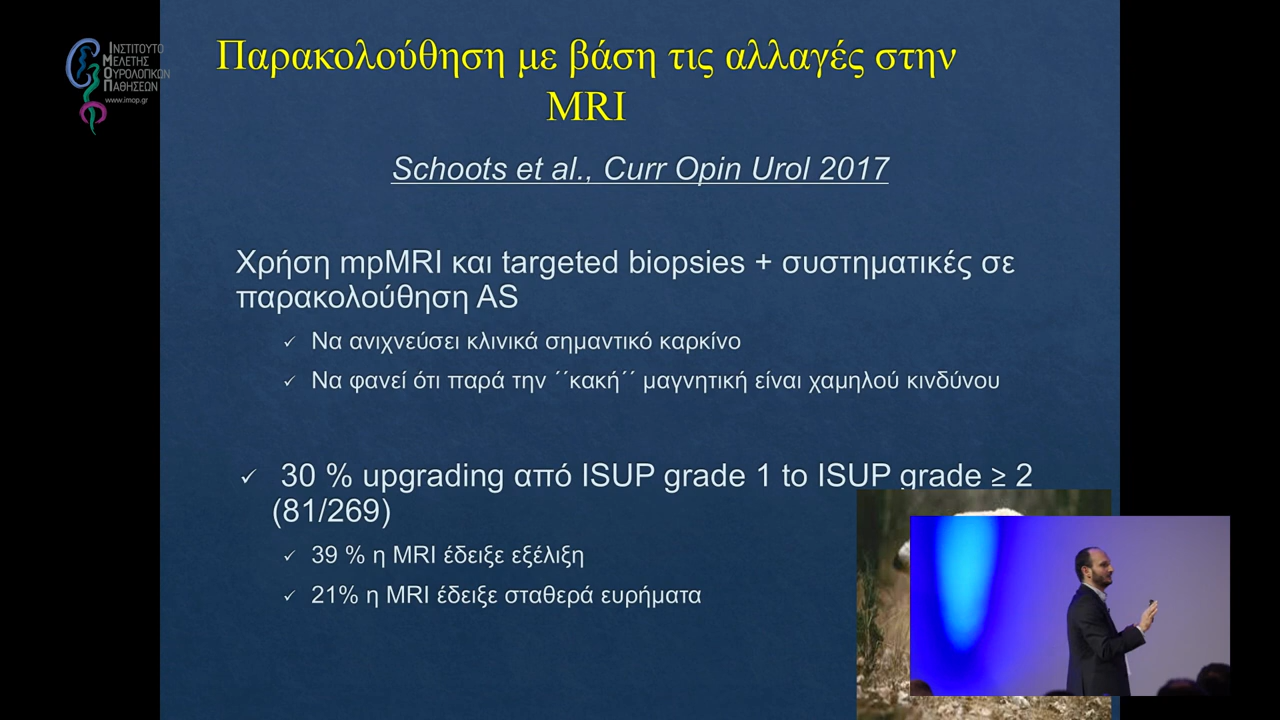 ΙΝΣΤΙΤΟΥΤΟ
ΜΕΛΕΤΗΣ
ΟΥΡΟΛΟΓΙΚΩΝ
ΠΑΘΗΣΕΩΝ
www.imop.gr
Παρακολούθηση με βάση τις αλλαγές στην
MRI
Schoots et al., Curr Opin Urol 2017
Χρήση mpMRI και targeted biopsies + συστηματικές σε
παρακολούθηση AS
✓ Να ανιχνεύσει κλινικά σημαντικό καρκίνο
✓ Να φανεί ότι παρά την ´´κακή´´ μαγνητική είναι χαμηλού κινδύνου
✓ 30 % upgrading από ISUP grade 1 to ISUP grade ≥ 2
(81/269)
✓ 39 % η MRI έδειξε εξέλιξη
✓ 21% η MRI έδειξε σταθερά ευρήματα